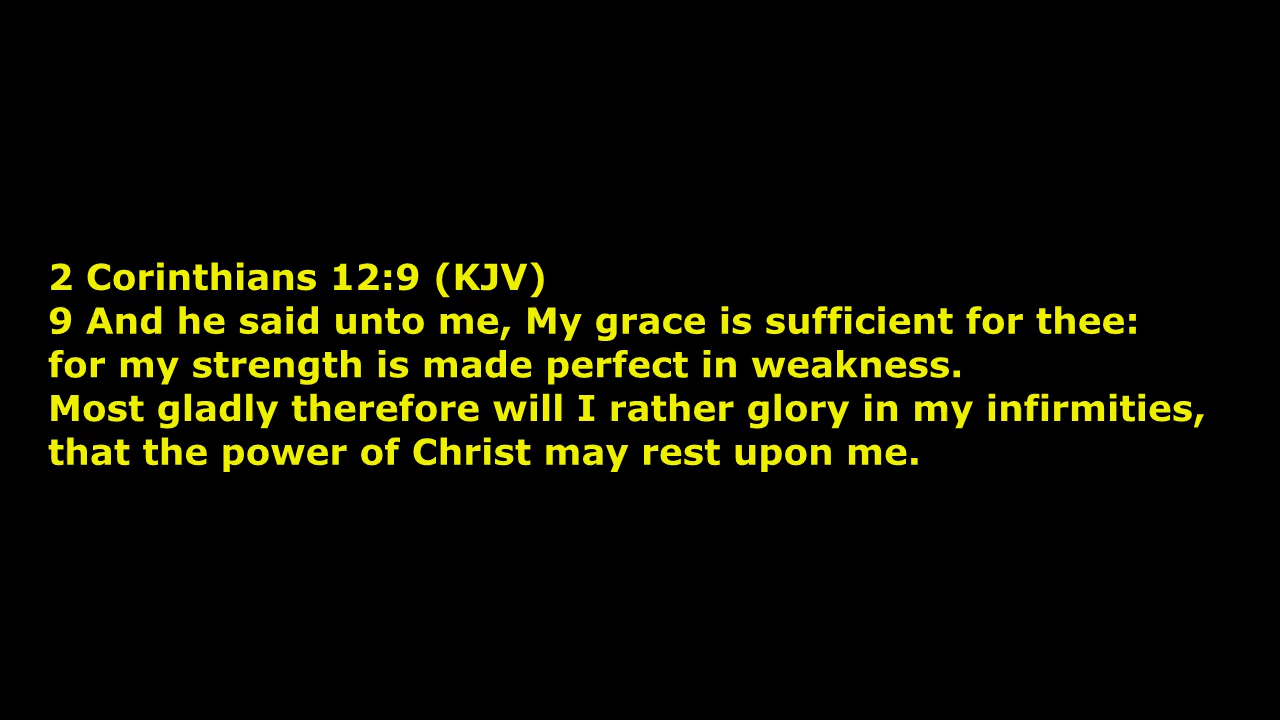 2 Corinthians 12:9 (KJV)
9 And he said unto me, My grace is sufficient for thee:
for my strength is made perfect in weakness.
Most gladly therefore will I rather glory in my infirmities,
that the power of Christ may rest upon me.